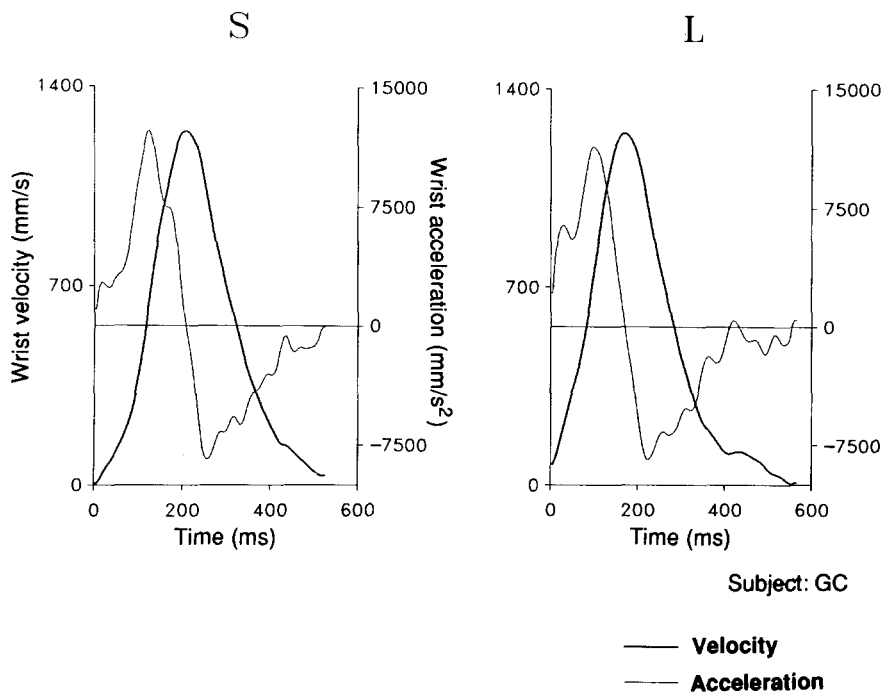 S
L
1400
700
0
Wrist velocity (mm/s)
15000
7500
0
−7500
Wrist acceleration (mm/s²)
0 200 400 600
Time (ms)
1400
700
0
15000
7500
0
−7500
0 200 400 600
Time (ms)
Subject: GC
Velocity
Acceleration